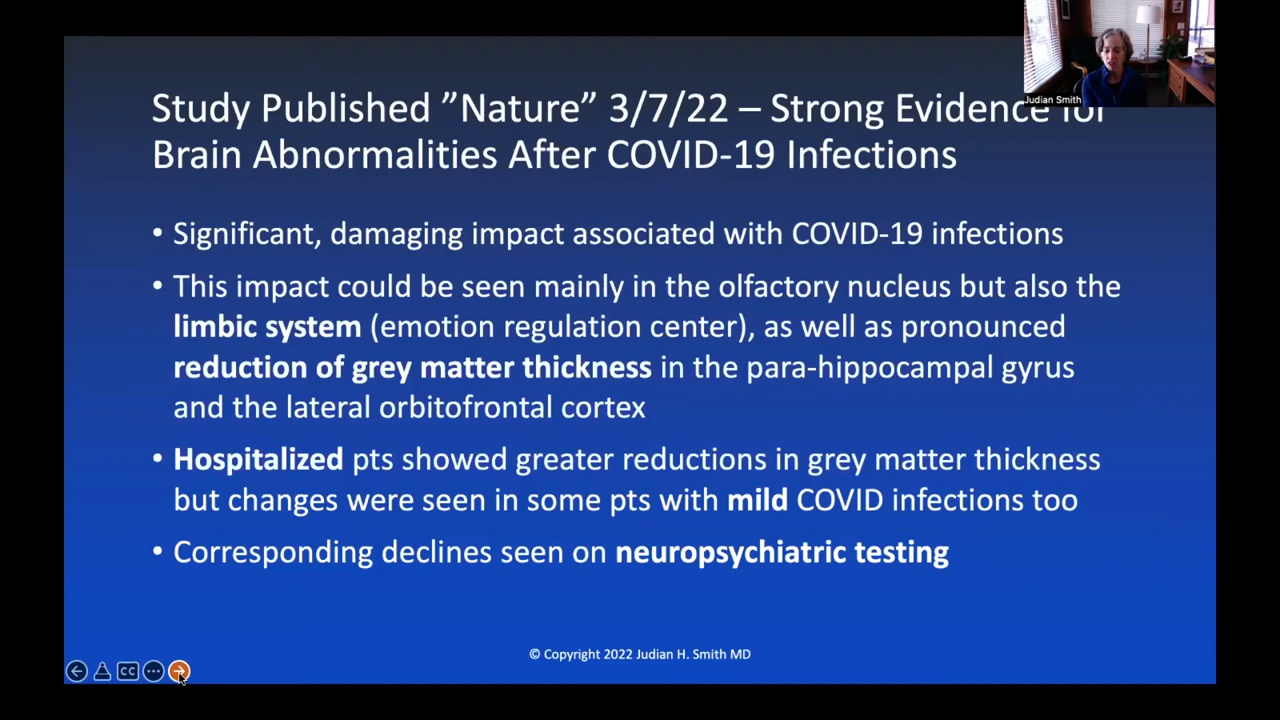 Study Published ”Nature” 3/7/22 – Strong Evidence for
Brain Abnormalities After COVID-19 Infections
Judian Smith
• Significant, damaging impact associated with COVID-19 infections
• This impact could be seen mainly in the olfactory nucleus but also the
limbic system (emotion regulation center), as well as pronounced
reduction of grey matter thickness in the para-hippocampal gyrus
and the lateral orbitofrontal cortex
• Hospitalized pts showed greater reductions in grey matter thickness
but changes were seen in some pts with mild COVID infections too
• Corresponding declines seen on neuropsychiatric testing
© Copyright 2022 Judian H. Smith MD
CC